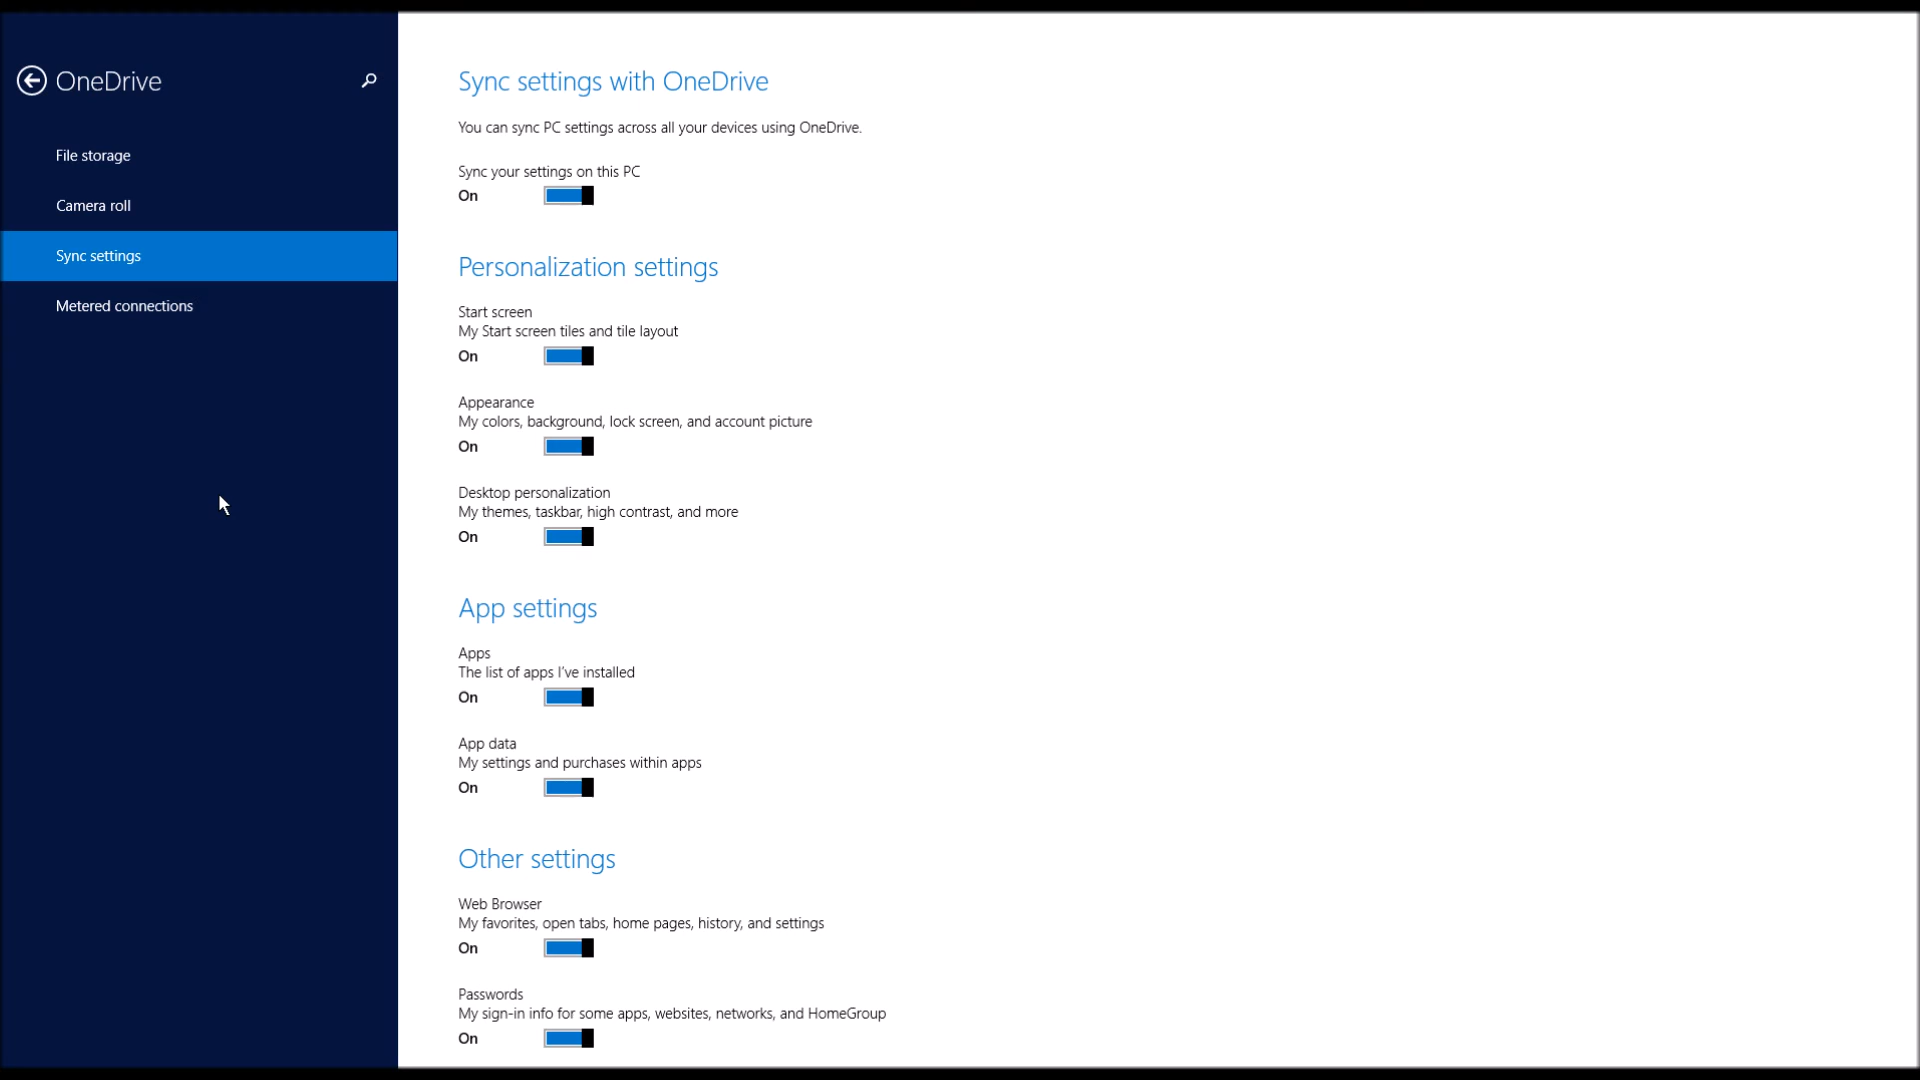 OneDrive
File storage
Camera roll
Sync settings
Metered connections
Sync settings with OneDrive
You can sync PC settings across all your devices using OneDrive.
Sync your settings on this PC
On
Personalization settings
Start screen
My Start screen tiles and tile layout
On
Appearance
My colors, background, lock screen, and account picture
On
Desktop personalization
My themes, taskbar, high contrast, and more
On
App settings
Apps
The list of apps I've installed
On
App data
My settings and purchases within apps
On
Other settings
Web Browser
My favorites, open tabs, home pages, history, and settings
On
Passwords
My sign-in info for some apps, websites, networks, and HomeGroup
On